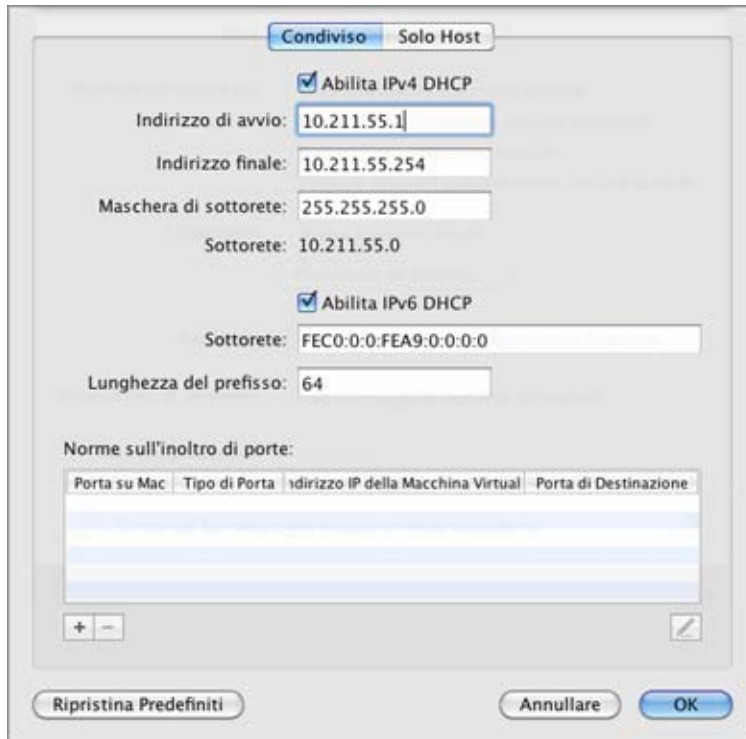 Condiviso Solo Host
Abilita IPv4 DHCP
Indirizzo di avvio: 10.211.55.1
Indirizzo finale: 10.211.55.254
Maschera di sottorete: 255.255.255.0
Sottorete: 10.211.55.0
Abilita IPv6 DHCP
Sottorete: FEC0:0:0:FEA9:0:0:0:0
Lunghezza del prefisso: 64
Norme sull'inoltro di porte:
Porta su Mac Tipo di Porta ndirizzo IP della Macchina Virtual Porta di Destinazione
+ −
Ripristina Predefiniti Annullare OK